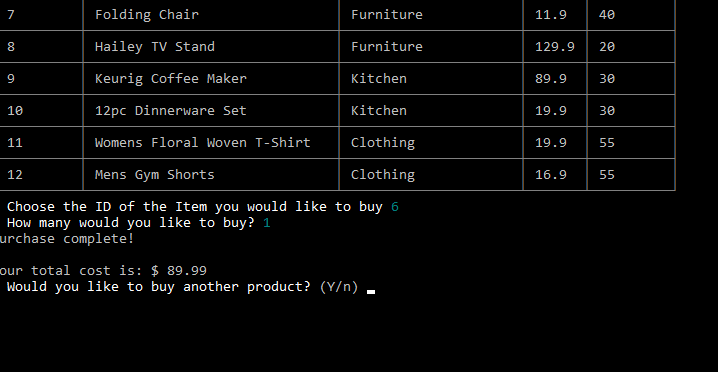 7 Folding Chair Furniture 11.9 40
8 Hailey TV Stand Furniture 129.9 20
9 Keurig Coffee Maker Kitchen 89.9 30
10 12pc Dinnerware Set Kitchen 19.9 30
11 Womens Floral Woven T-Shirt Clothing 19.9 55
12 Mens Gym Shorts Clothing 16.9 55
Choose the ID of the Item you would like to buy 6
How many would you like to buy? 1
urchase complete!
our total cost is: $ 89.99
Would you like to buy another product? (Y/n)